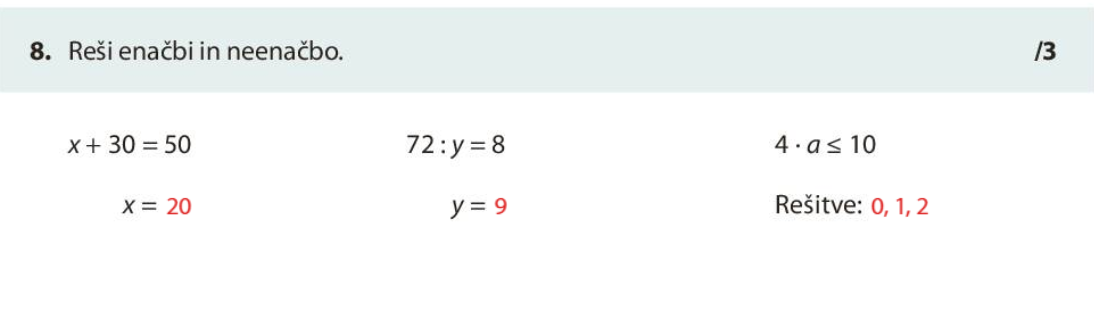 8. Reši enačbi in neenačbo. /3
x + 30 = 50 72 : y = 8 4 · a ≤ 10
x = 20 y = 9 Rešitve: 0, 1, 2